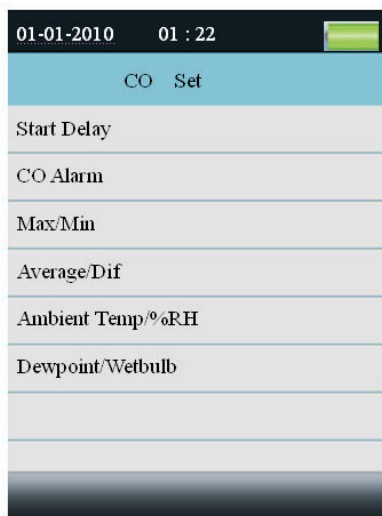 01-01-2010 01 : 22
CO Set
Start Delay
CO Alarm
Max/Min
Average/Dif
Ambient Temp/%RH
Dewpoint/Wetbulb